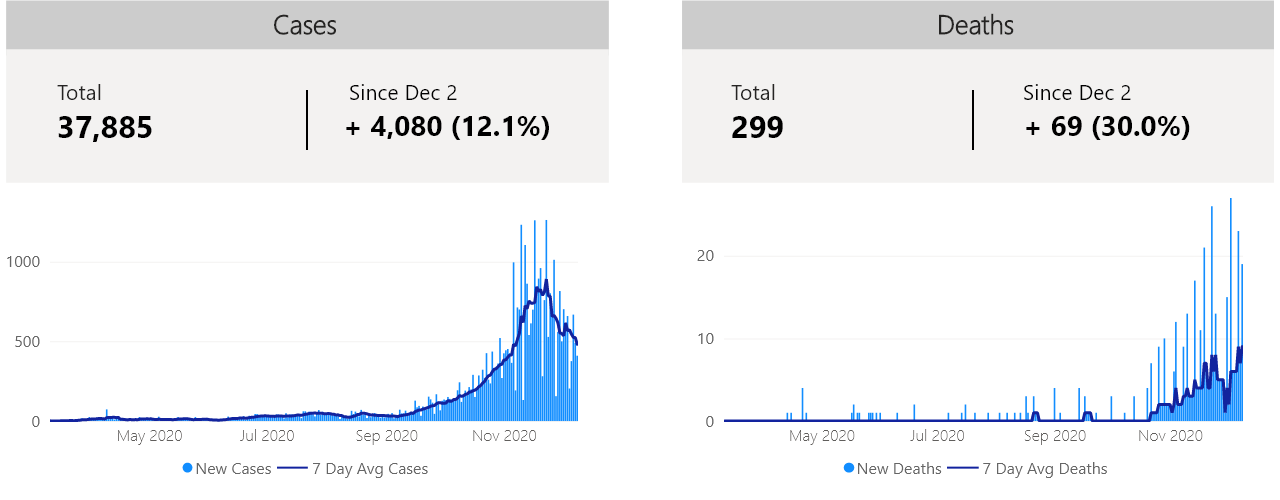 Cases
Total
Since Dec 2
37,885
+ 4,080 (12.1%)
1000
500
0
May 2020
Jul 2020
Sep 2020
Nov 2020
New Cases
7 Day Avg Cases
Deaths
Total
Since Dec 2
299
+ 69 (30.0%)
20
10
0
May 2020
Jul 2020
Sep 2020
Nov 2020
New Deaths
7 Day Avg Deaths